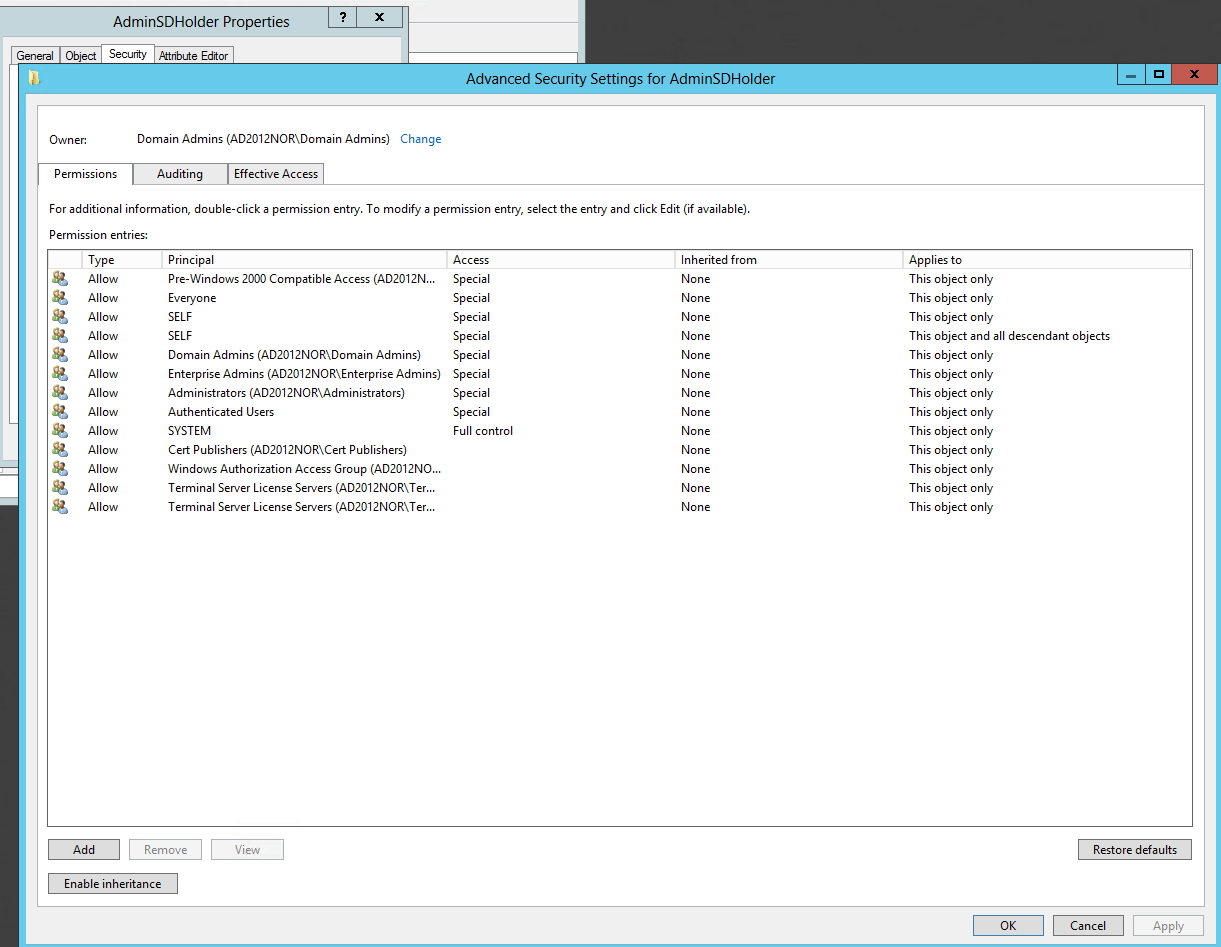 AdminSDHolder Properties ? x
General Object Security Attribute Editor
Advanced Security Settings for AdminSDHolder
Owner: Domain Admins (AD2012NOR\Domain Admins) Change
Permissions Auditing Effective Access
For additional information, double-click a permission entry. To modify a permission entry, select the entry and click Edit (if available).
Permission entries:
Type Principal Access Inherited from Applies to
Allow Pre-Windows 2000 Compatible Access (AD2012N... Special None This object only
Allow Everyone Special None This object only
Allow SELF Special None This object only
Allow SELF Special None This object and all descendant objects
Allow Domain Admins (AD2012NOR\Domain Admins) Special None This object only
Allow Enterprise Admins (AD2012NOR\Enterprise Admins) Special None This object only
Allow Administrators (AD2012NOR\Administrators) Special None This object only
Allow Authenticated Users Special None This object only
Allow SYSTEM Full control None This object only
Allow Cert Publishers (AD2012NOR\Cert Publishers) None This object only
Allow Windows Authorization Access Group (AD2012NO... None This object only
Allow Terminal Server License Servers (AD2012NOR\Ter... None This object only
Allow Terminal Server License Servers (AD2012NOR\Ter... None This object only
Add Remove View Restore defaults
Enable inheritance
OK Cancel Apply